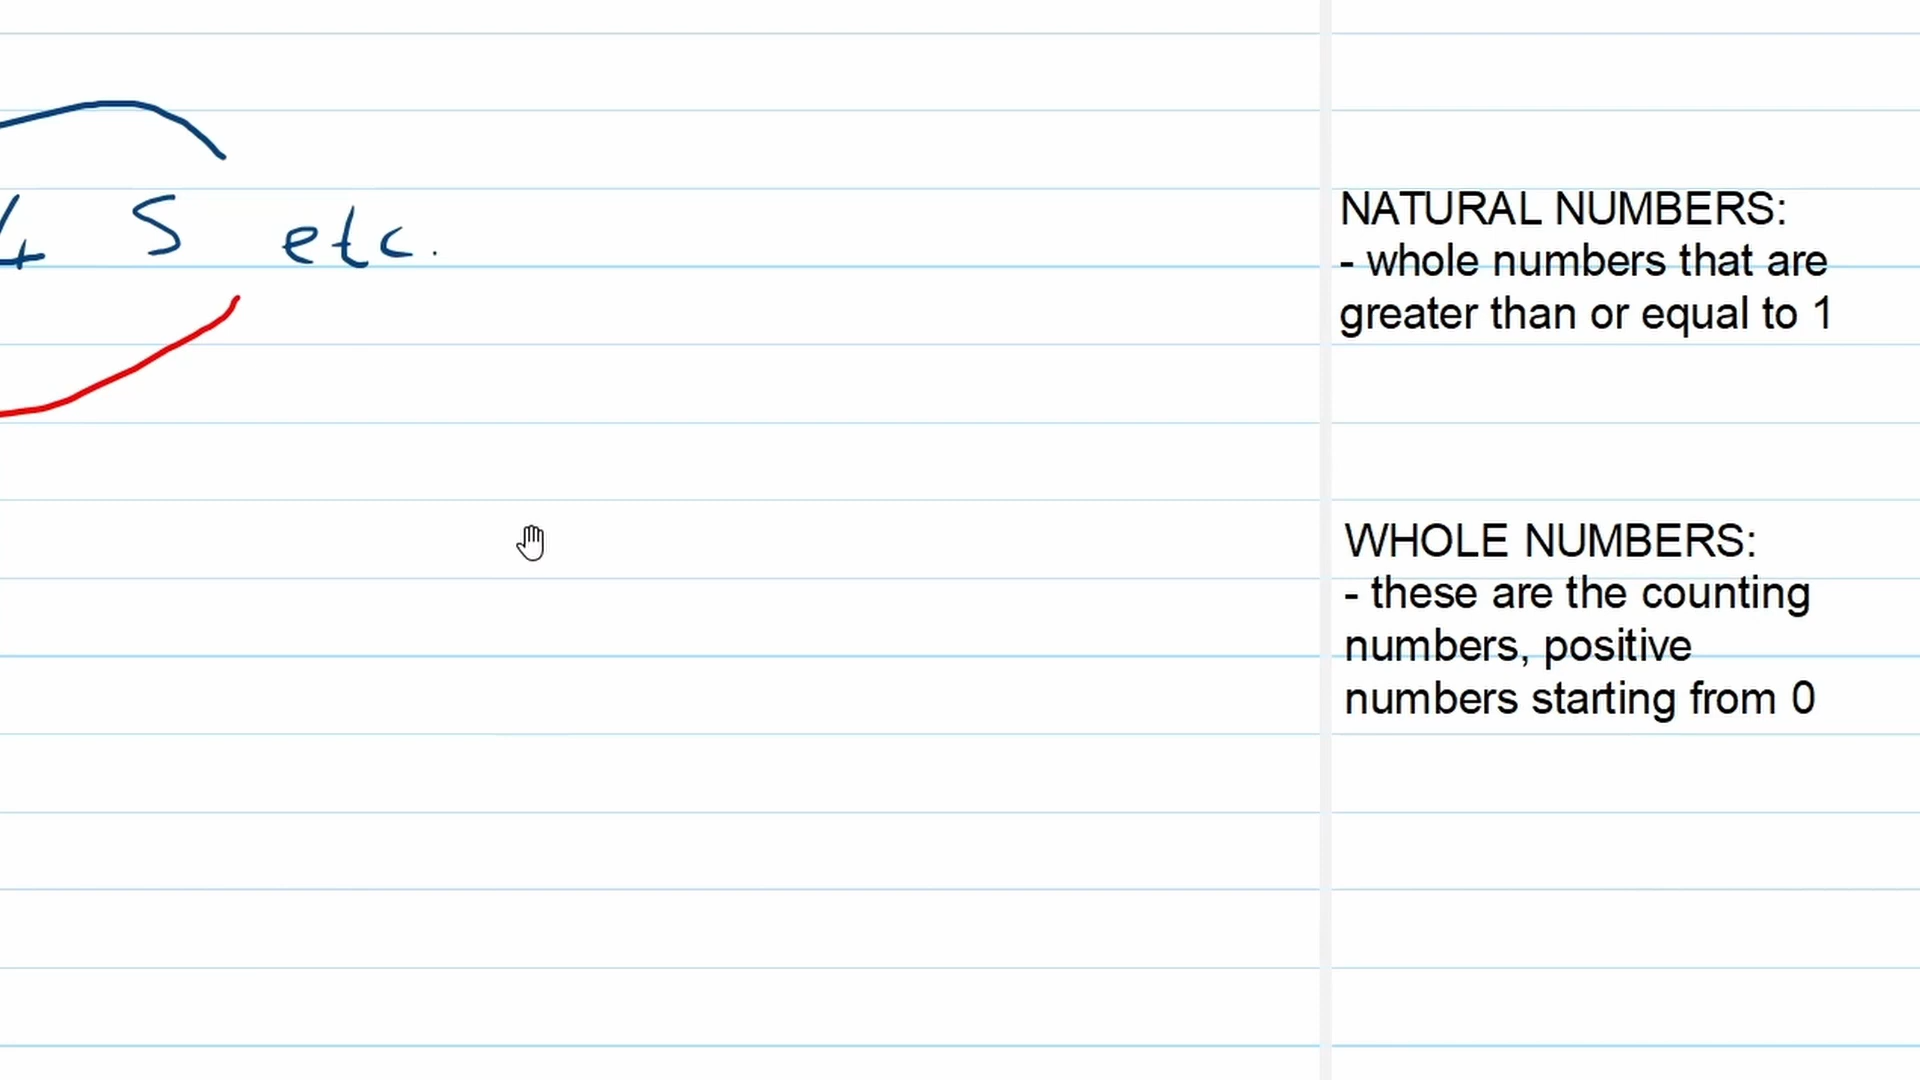 4 5 etc.
NATURAL NUMBERS:
- whole numbers that are
greater than or equal to 1
WHOLE NUMBERS:
- these are the counting
numbers, positive
numbers starting from 0